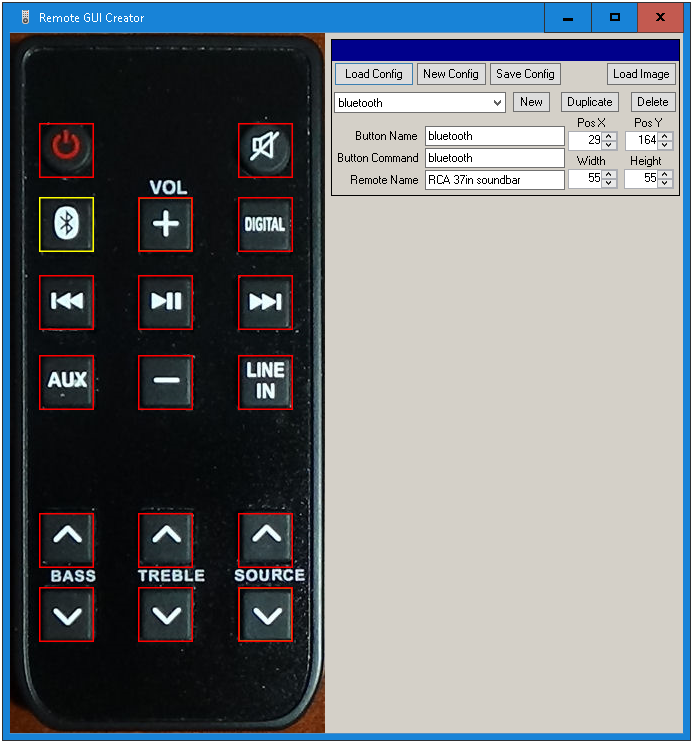 Remote GUI Creator
VOL
DIGITAL
AUX
LINE
IN
BASS TREBLE SOURCE
Load Config New Config Save Config Load Image
bluetooth New Duplicate Delete
Pos X Pos Y
Button Name bluetooth 29 164
Button Command bluetooth Width Height
Remote Name RCA 37in soundbar 55 55